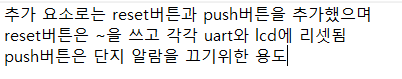 추가 요소로는 reset버튼과 push버튼을 추가했으며
reset버튼은 ~을 쓰고 각각 uart와 lcd에 리셋됨
push버튼은 단지 알람을 끄기위한 용도